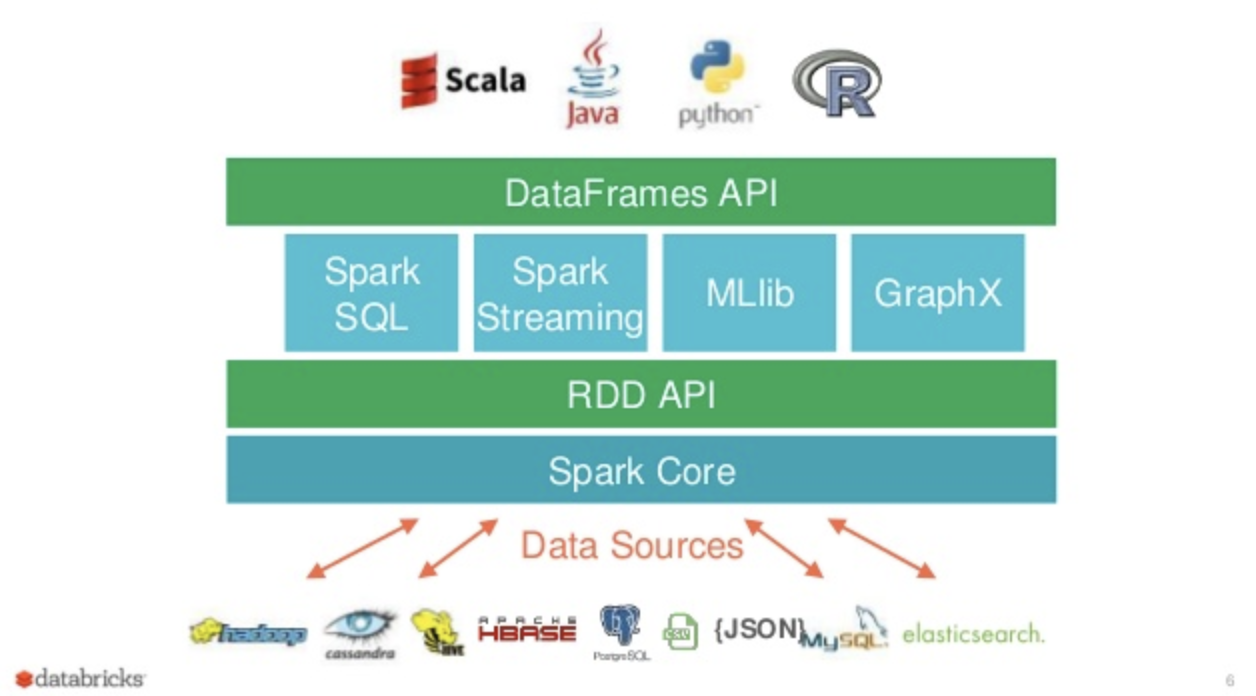 Scala
Java
python
R
DataFrames API
Spark
SQL
Spark
Streaming
MLlib
GraphX
RDD API
Spark Core
Data Sources
hadoop
cassandra
HIVE
APACHE
HBASE
PostgreSQL
CSV
{JSON}
MySQL
elasticsearch.
databricks
6